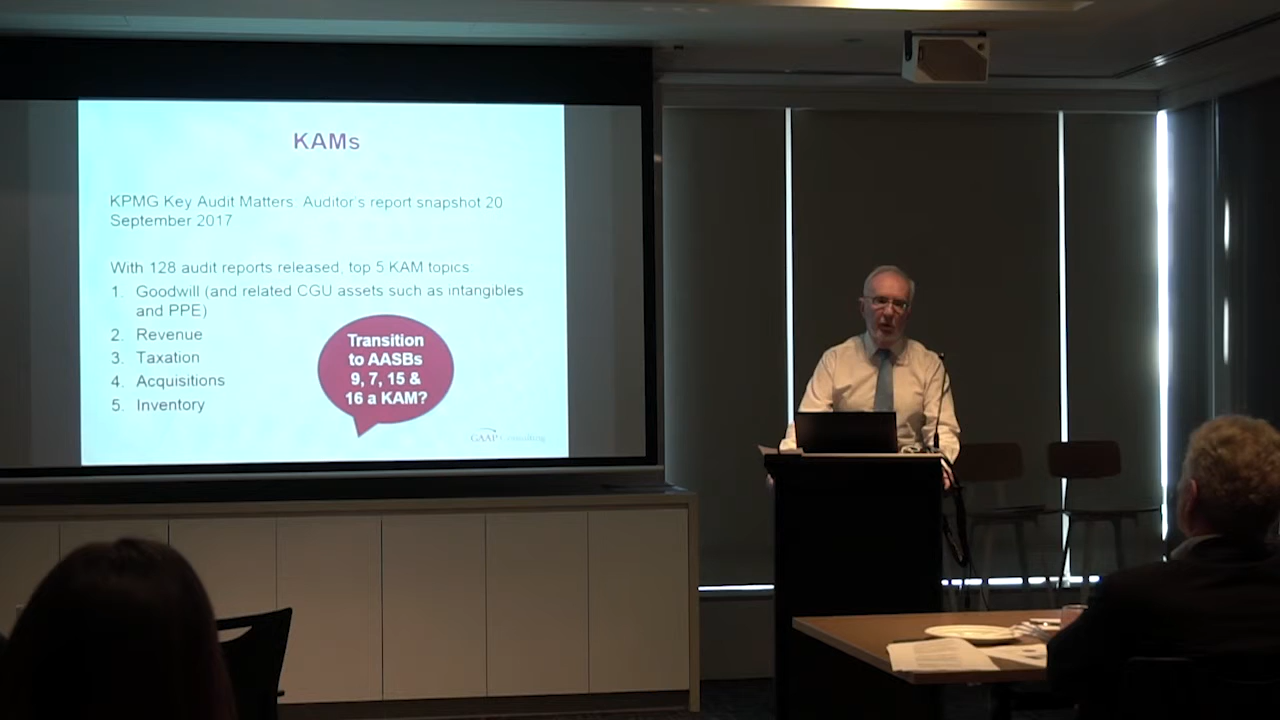 KAMs
KPMG Key Audit Matters: Auditor's report snapshot 20
September 2017
With 128 audit reports released, top 5 KAM topics:
1. Goodwill (and related CGU assets such as intangibles
and PPE)
2. Revenue
3. Taxation
4. Acquisitions
5. Inventory
Transition
to AASBs
9, 7, 15 &
16 a KAM?
GAAP Consulting